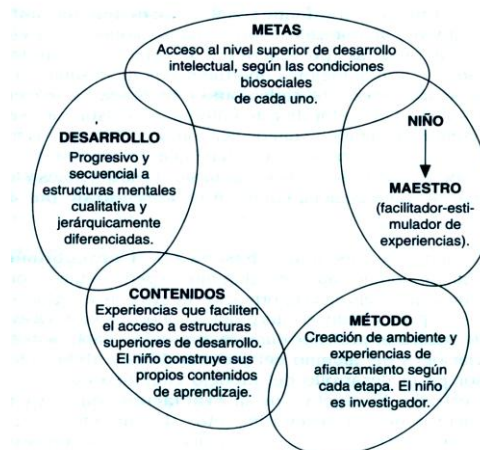 METAS
Acceso al nivel superior de desarrollo
intelectual, según las condiciones
biosociales
de cada uno.
DESARROLLO
Progresivo y
secuencial a
estructuras mentales
cualitativa y
jerárquicamente
diferenciadas.
NIÑO
MAESTRO
(facilitador-esti-
mulador de
experiencias).
CONTENIDOS
Experiencias que faciliten
el acceso a estructuras
superiores de desarrollo.
El niño construye sus
propios contenidos
de aprendizaje.
MÉTODO
Creación de ambiente y
experiencias de
afianzamiento según
cada etapa. El niño
es investigador.